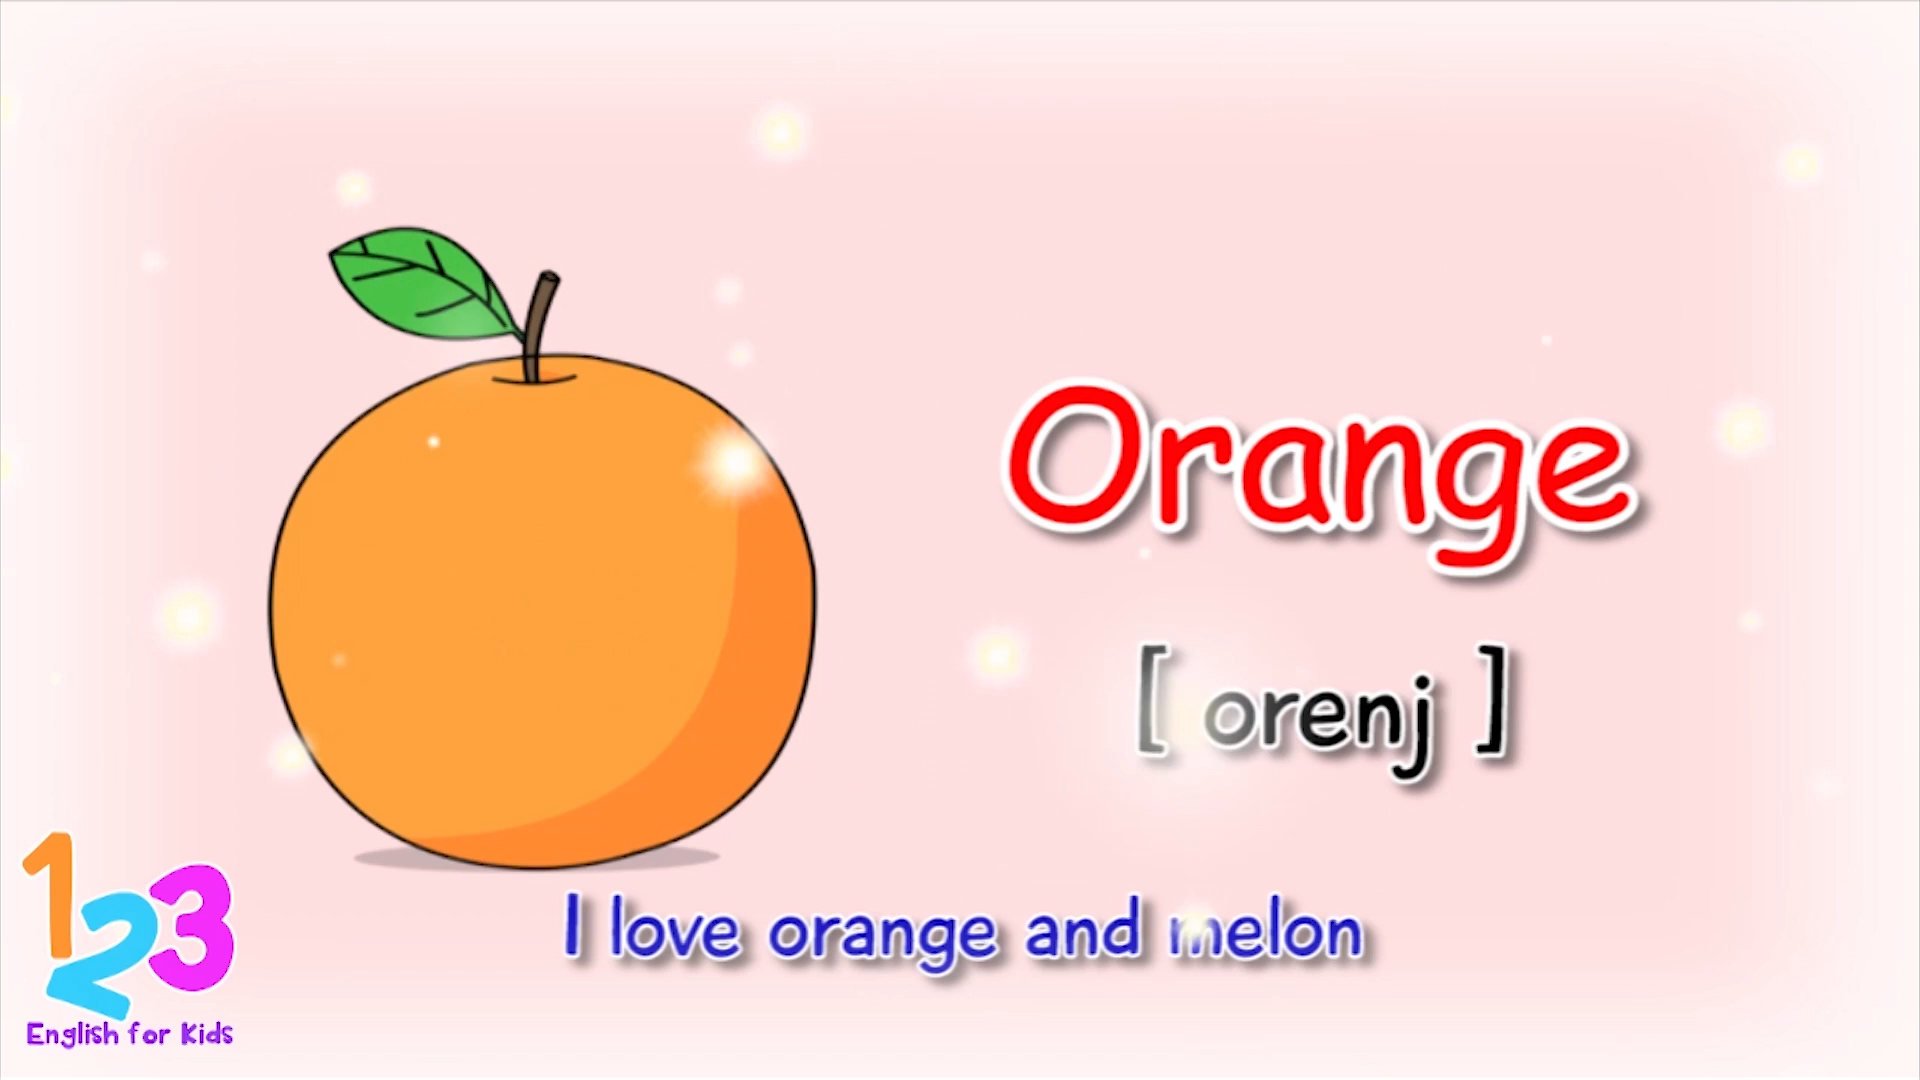 Orange
[ orenj ]
I love orange and melon
123
English for Kids